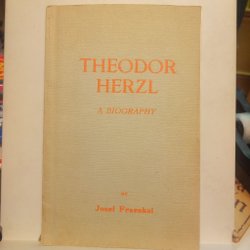 THEODOR
HERZL
A BIOGRAPHY
BY
Josef Fraenkel